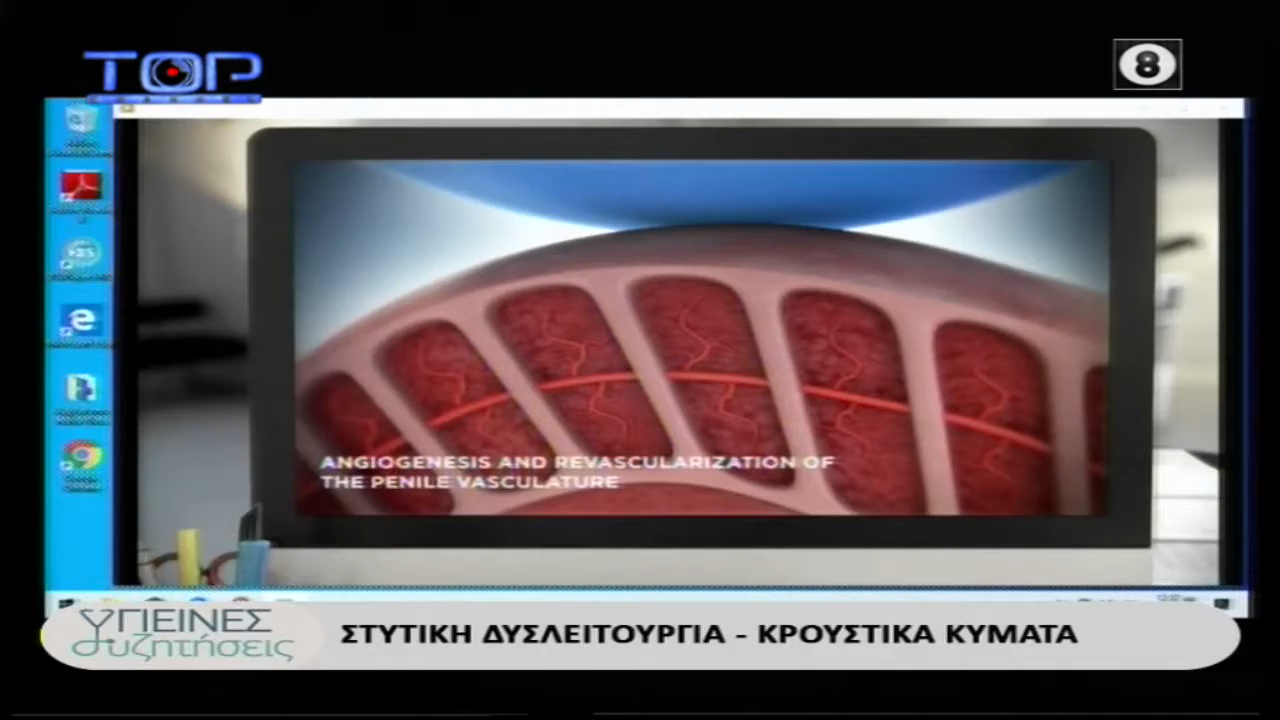 TOP
8
ANGIOGENESIS AND REVASCULARIZATION OF
THE PENILE VASCULATURE
ΥΓΙΕΙΝΕΣ
συζητήσεις
ΣΤΥΤΙΚΗ ΔΥΣΛΕΙΤΟΥΡΓΙΑ - ΚΡΟΥΣΤΙΚΑ ΚΥΜΑΤΑ